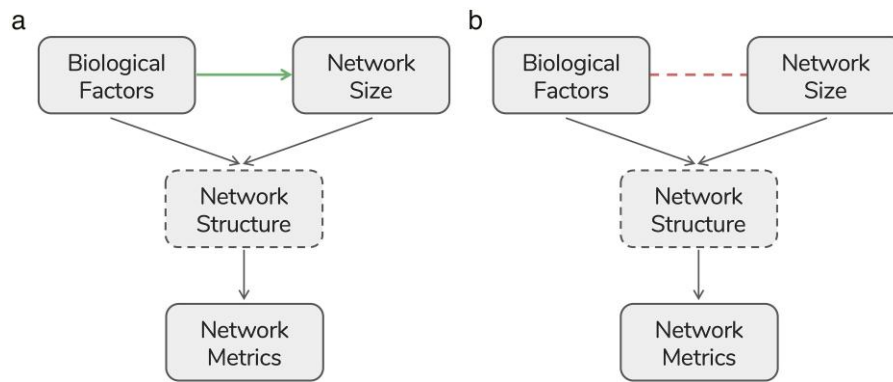 a
Biological
Factors
Network
Size
Network
Structure
Network
Metrics
b
Biological
Factors
Network
Size
Network
Structure
Network
Metrics